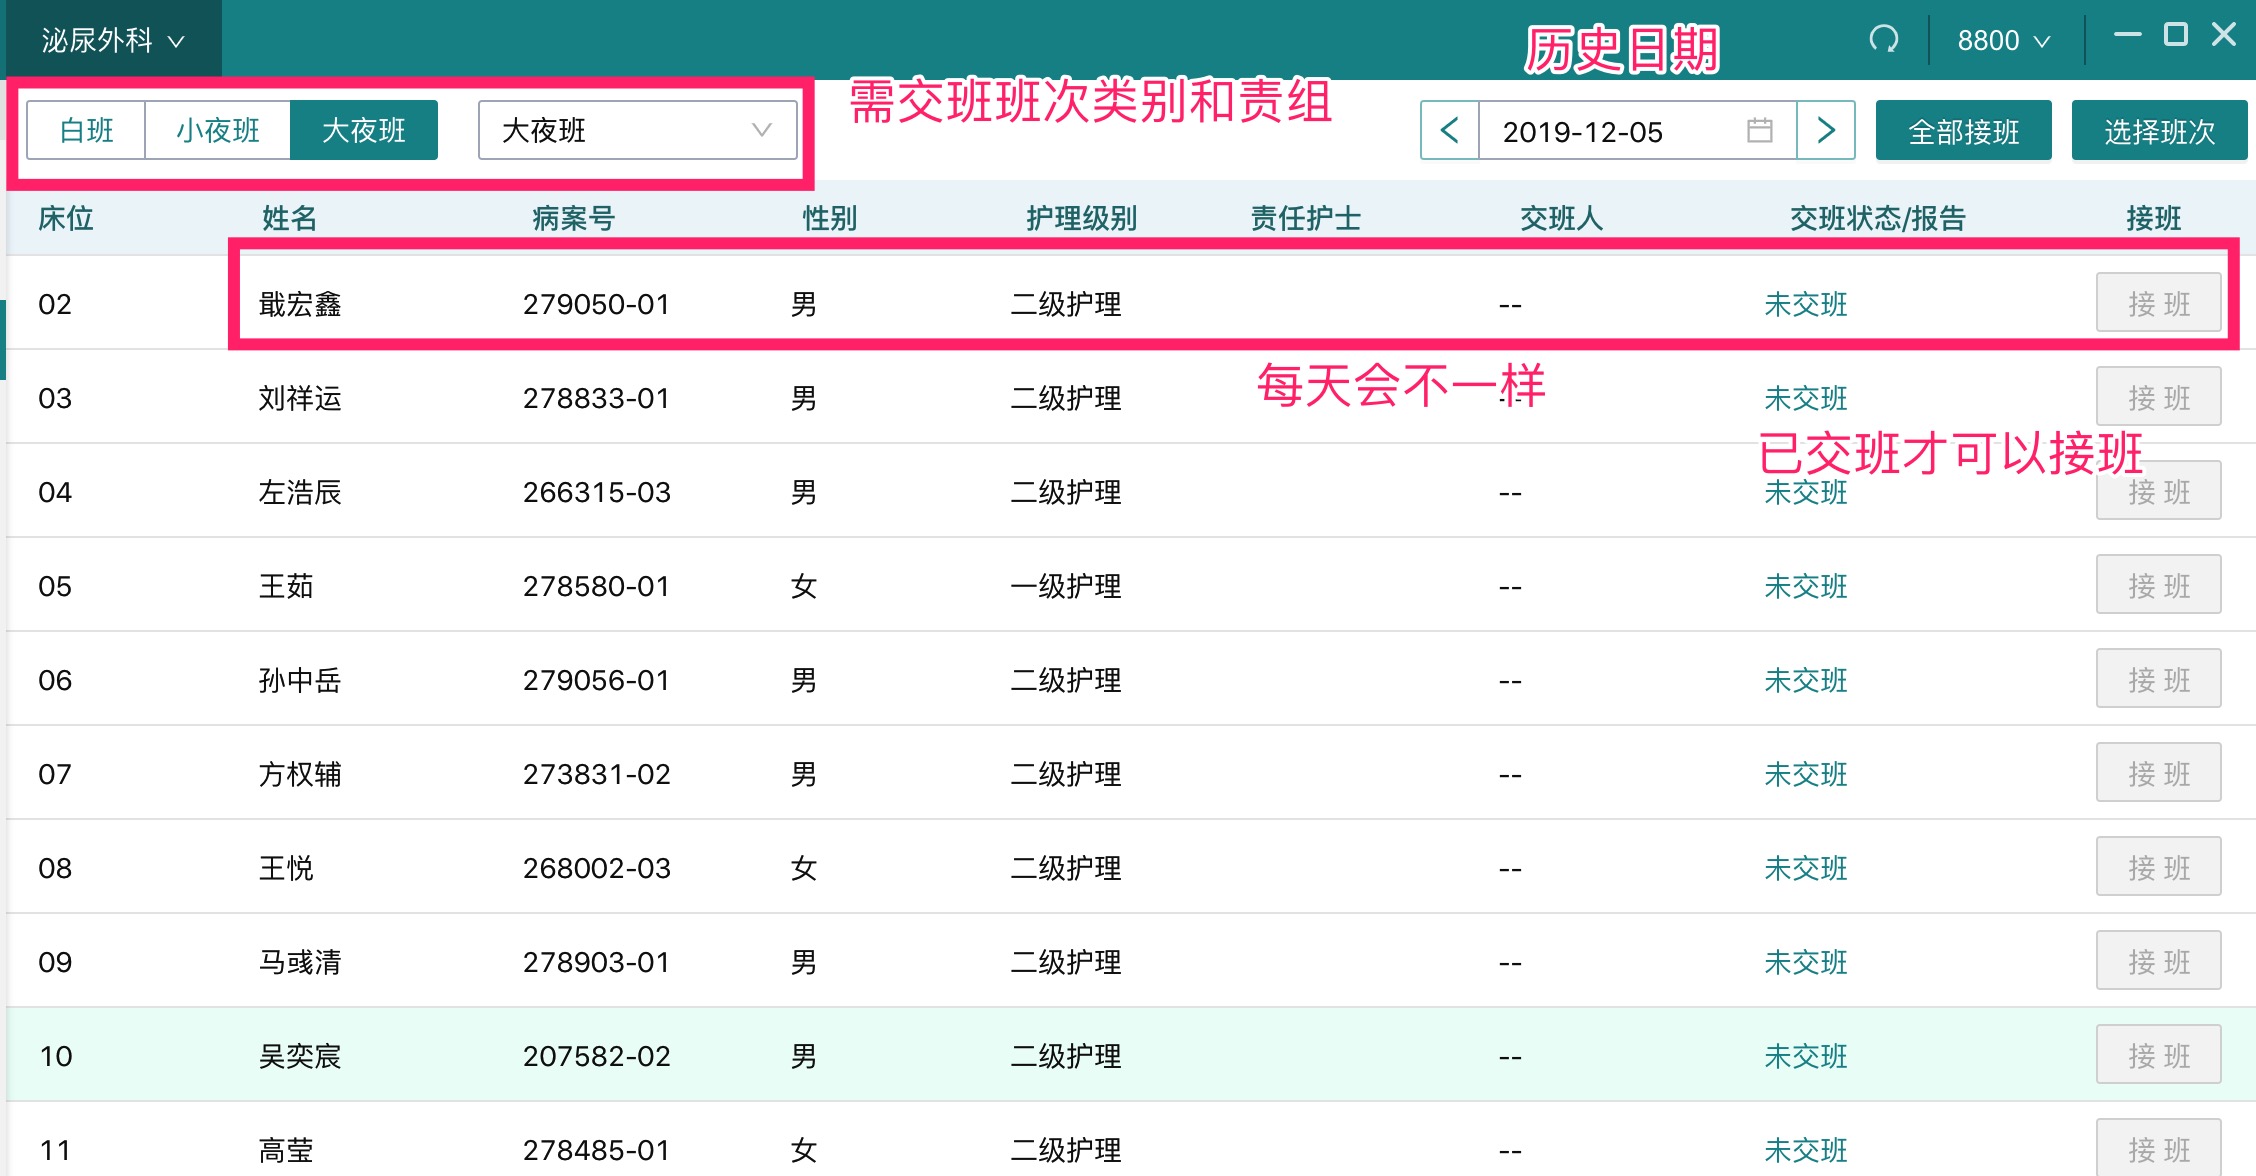 泌尿外科
历史日期
8800
白班 小夜班 大夜班 大夜班
需交班班次类别和责组
2019-12-05 全部接班 选择班次
床位 姓名 病案号 性别 护理级别 责任护士 交班人 交班状态/报告 接班
02 戢宏鑫 279050-01 男 二级护理 -- 未交班 接 班
每天会不一样
03 刘祥运 278833-01 男 二级护理 -- 未交班 接 班
已交班才可以接班
04 左浩辰 266315-03 男 二级护理 -- 未交班 接 班
05 王茹 278580-01 女 一级护理 -- 未交班 接 班
06 孙中岳 279056-01 男 二级护理 -- 未交班 接 班
07 方权辅 273831-02 男 二级护理 -- 未交班 接 班
08 王悦 268002-03 女 二级护理 -- 未交班 接 班
09 马彧清 278903-01 男 二级护理 -- 未交班 接 班
10 吴奕宸 207582-02 男 二级护理 -- 未交班 接 班
11 高莹 278485-01 女 二级护理 -- 未交班 接 班